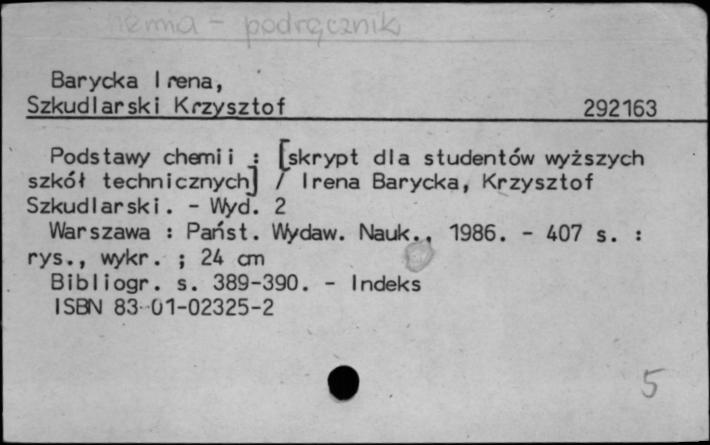 chemia - podręcznik
Barycka Irena,
Szkudlarski Krzysztof 292163
Podstawy chemii : [skrypt dla studentów wyższych
szkół technicznych] / Irena Barycka, Krzysztof
Szkudlarski. - Wyd. 2
Warszawa : Państ. Wydaw. Nauk., 1986. - 407 s. :
rys., wykr. ; 24 cm
Bibliogr. s. 389-390. - Indeks
ISBN 83-01-02325-2
5